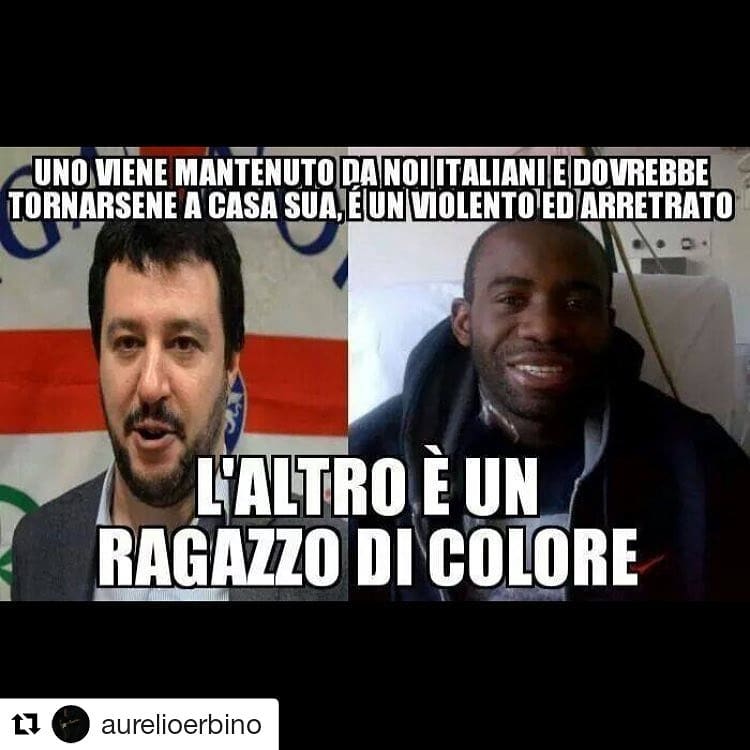 UNO VIENE MANTENUTO DA NOI ITALIANI E DOVREBBE
TORNARSENE A CASA SUA, É UN VIOLENTO ED ARRETRATO
L'ALTRO È UN
RAGAZZO DI COLORE
aurelioerbino